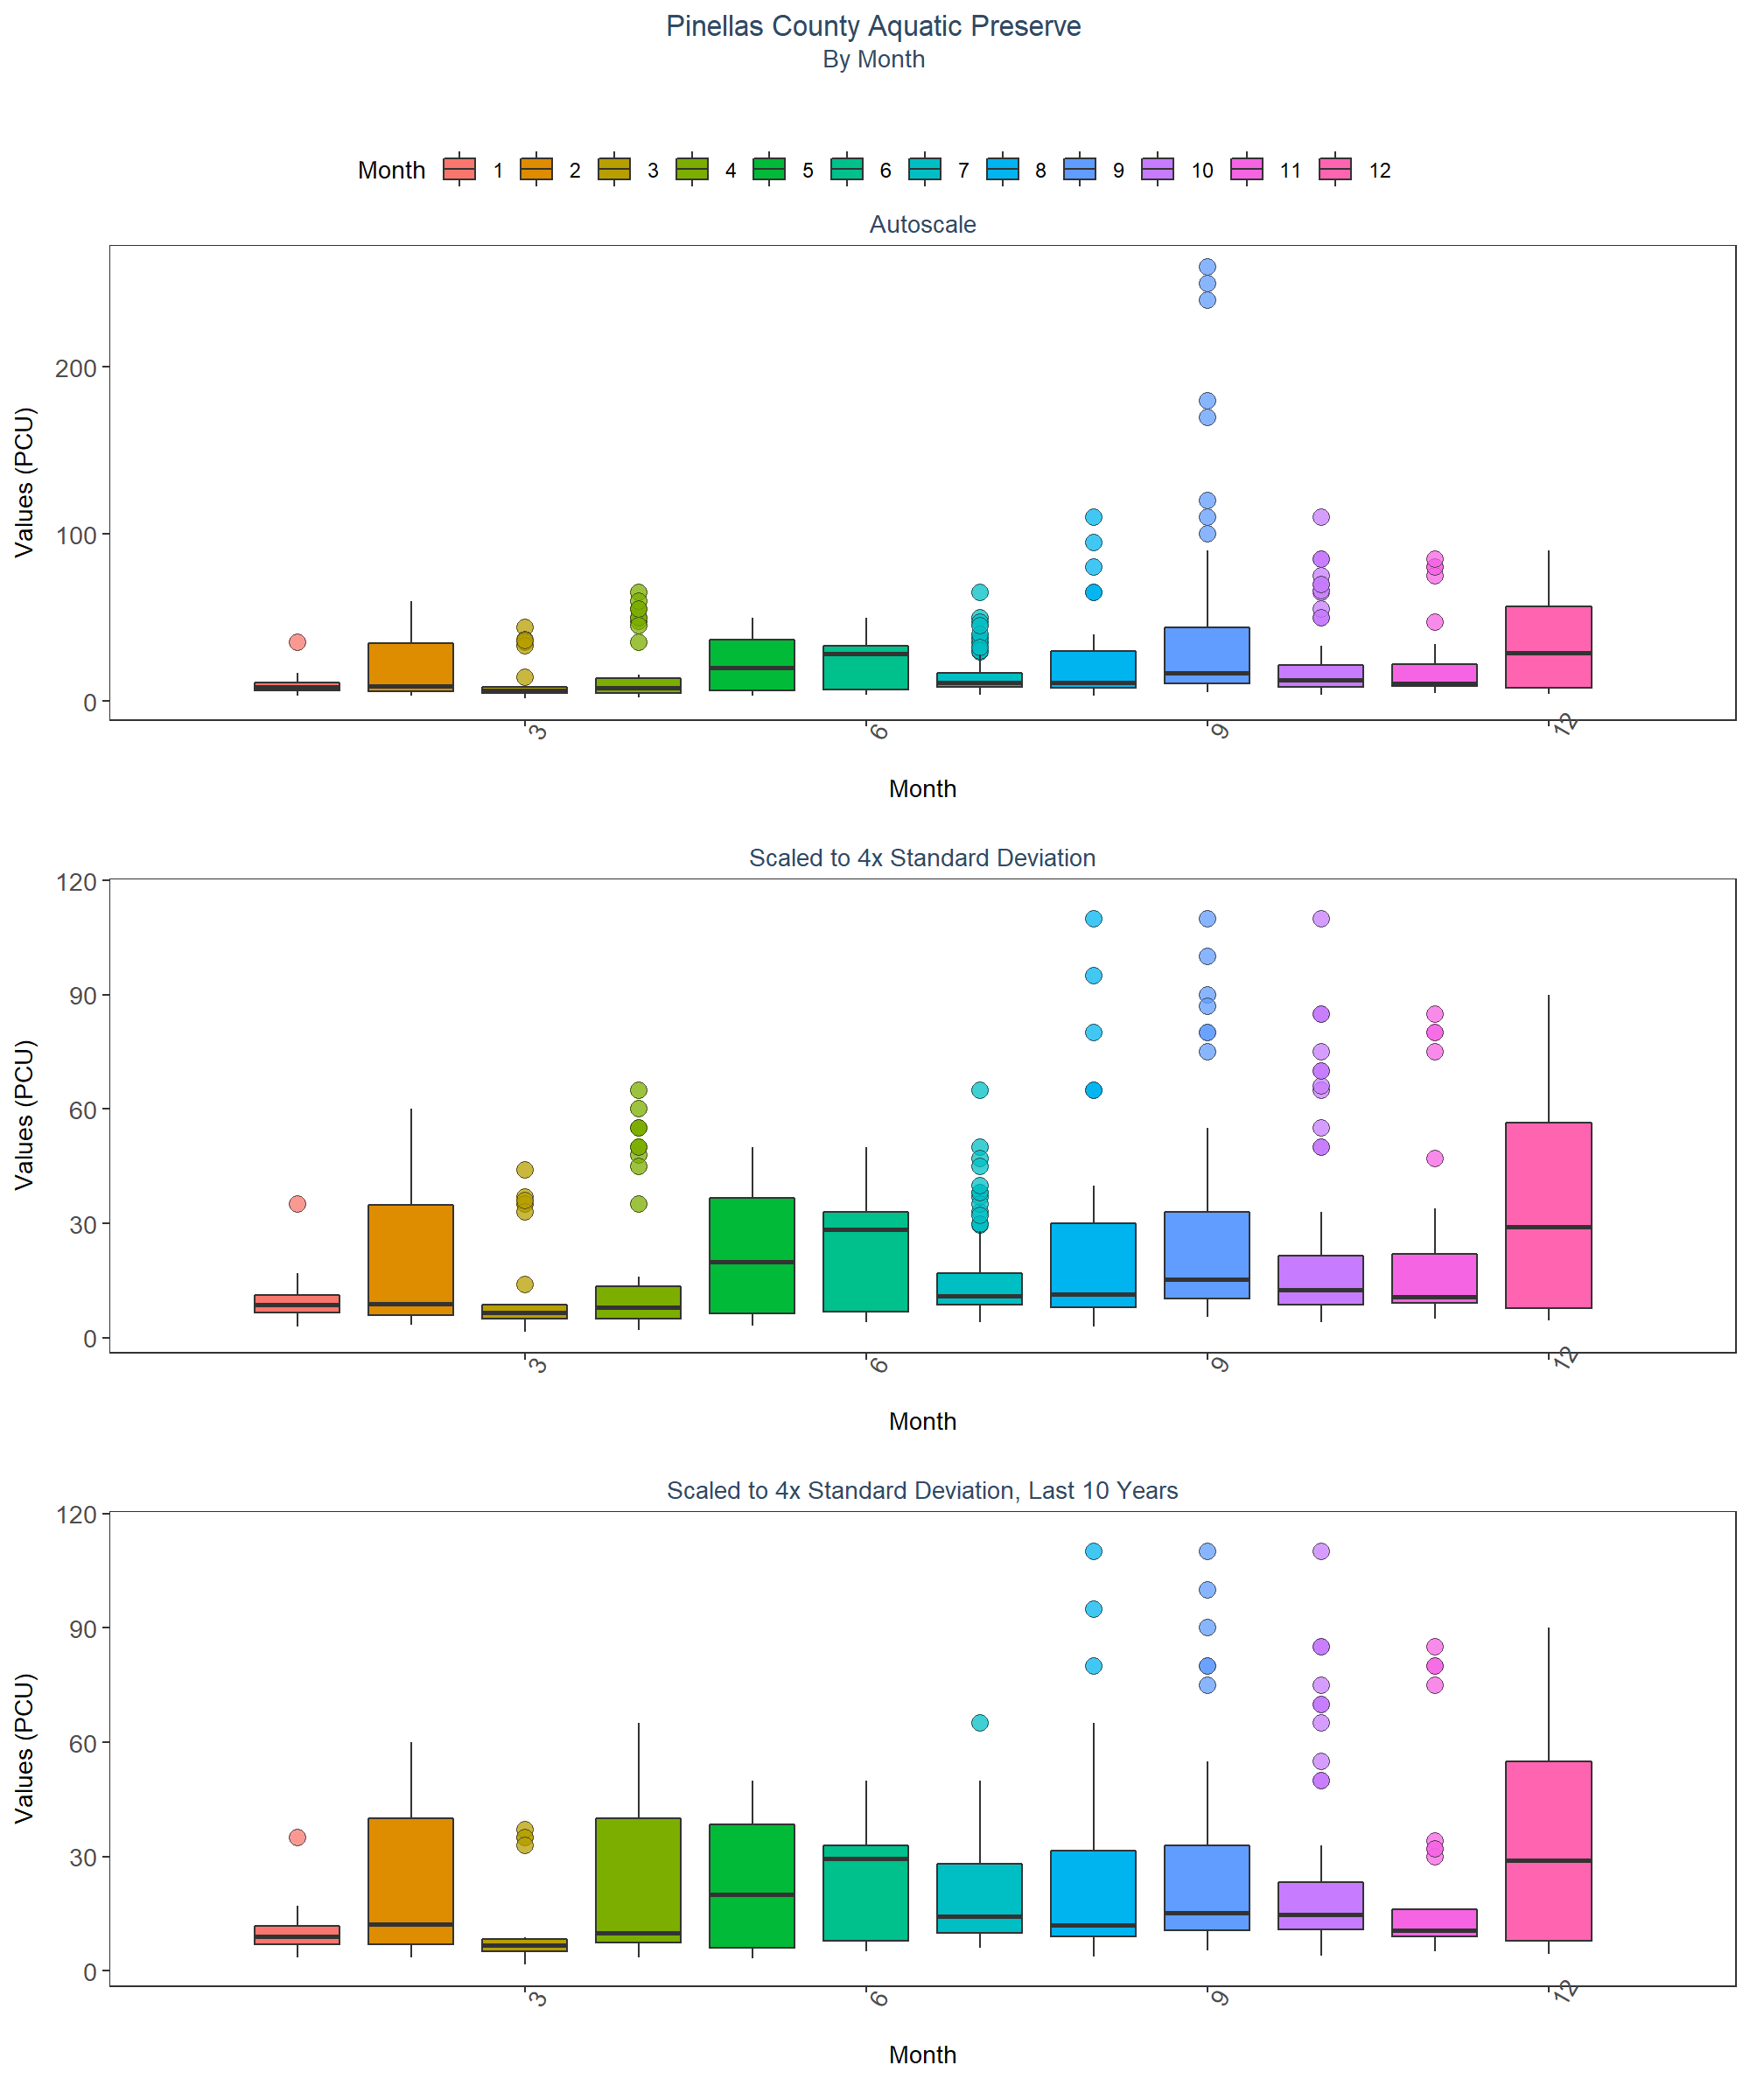 Pinellas County Aquatic Preserve
By Month
Month 1 2 3 4 5 6 7 8 9 10 11 12
Autoscale
200
100
0
Values (PCU)
3 6 9 12
Month
Scaled to 4x Standard Deviation
120
90
60
30
0
Values (PCU)
3 6 9 12
Month
Scaled to 4x Standard Deviation, Last 10 Years
120
90
60
30
0
Values (PCU)
3 6 9 12
Month